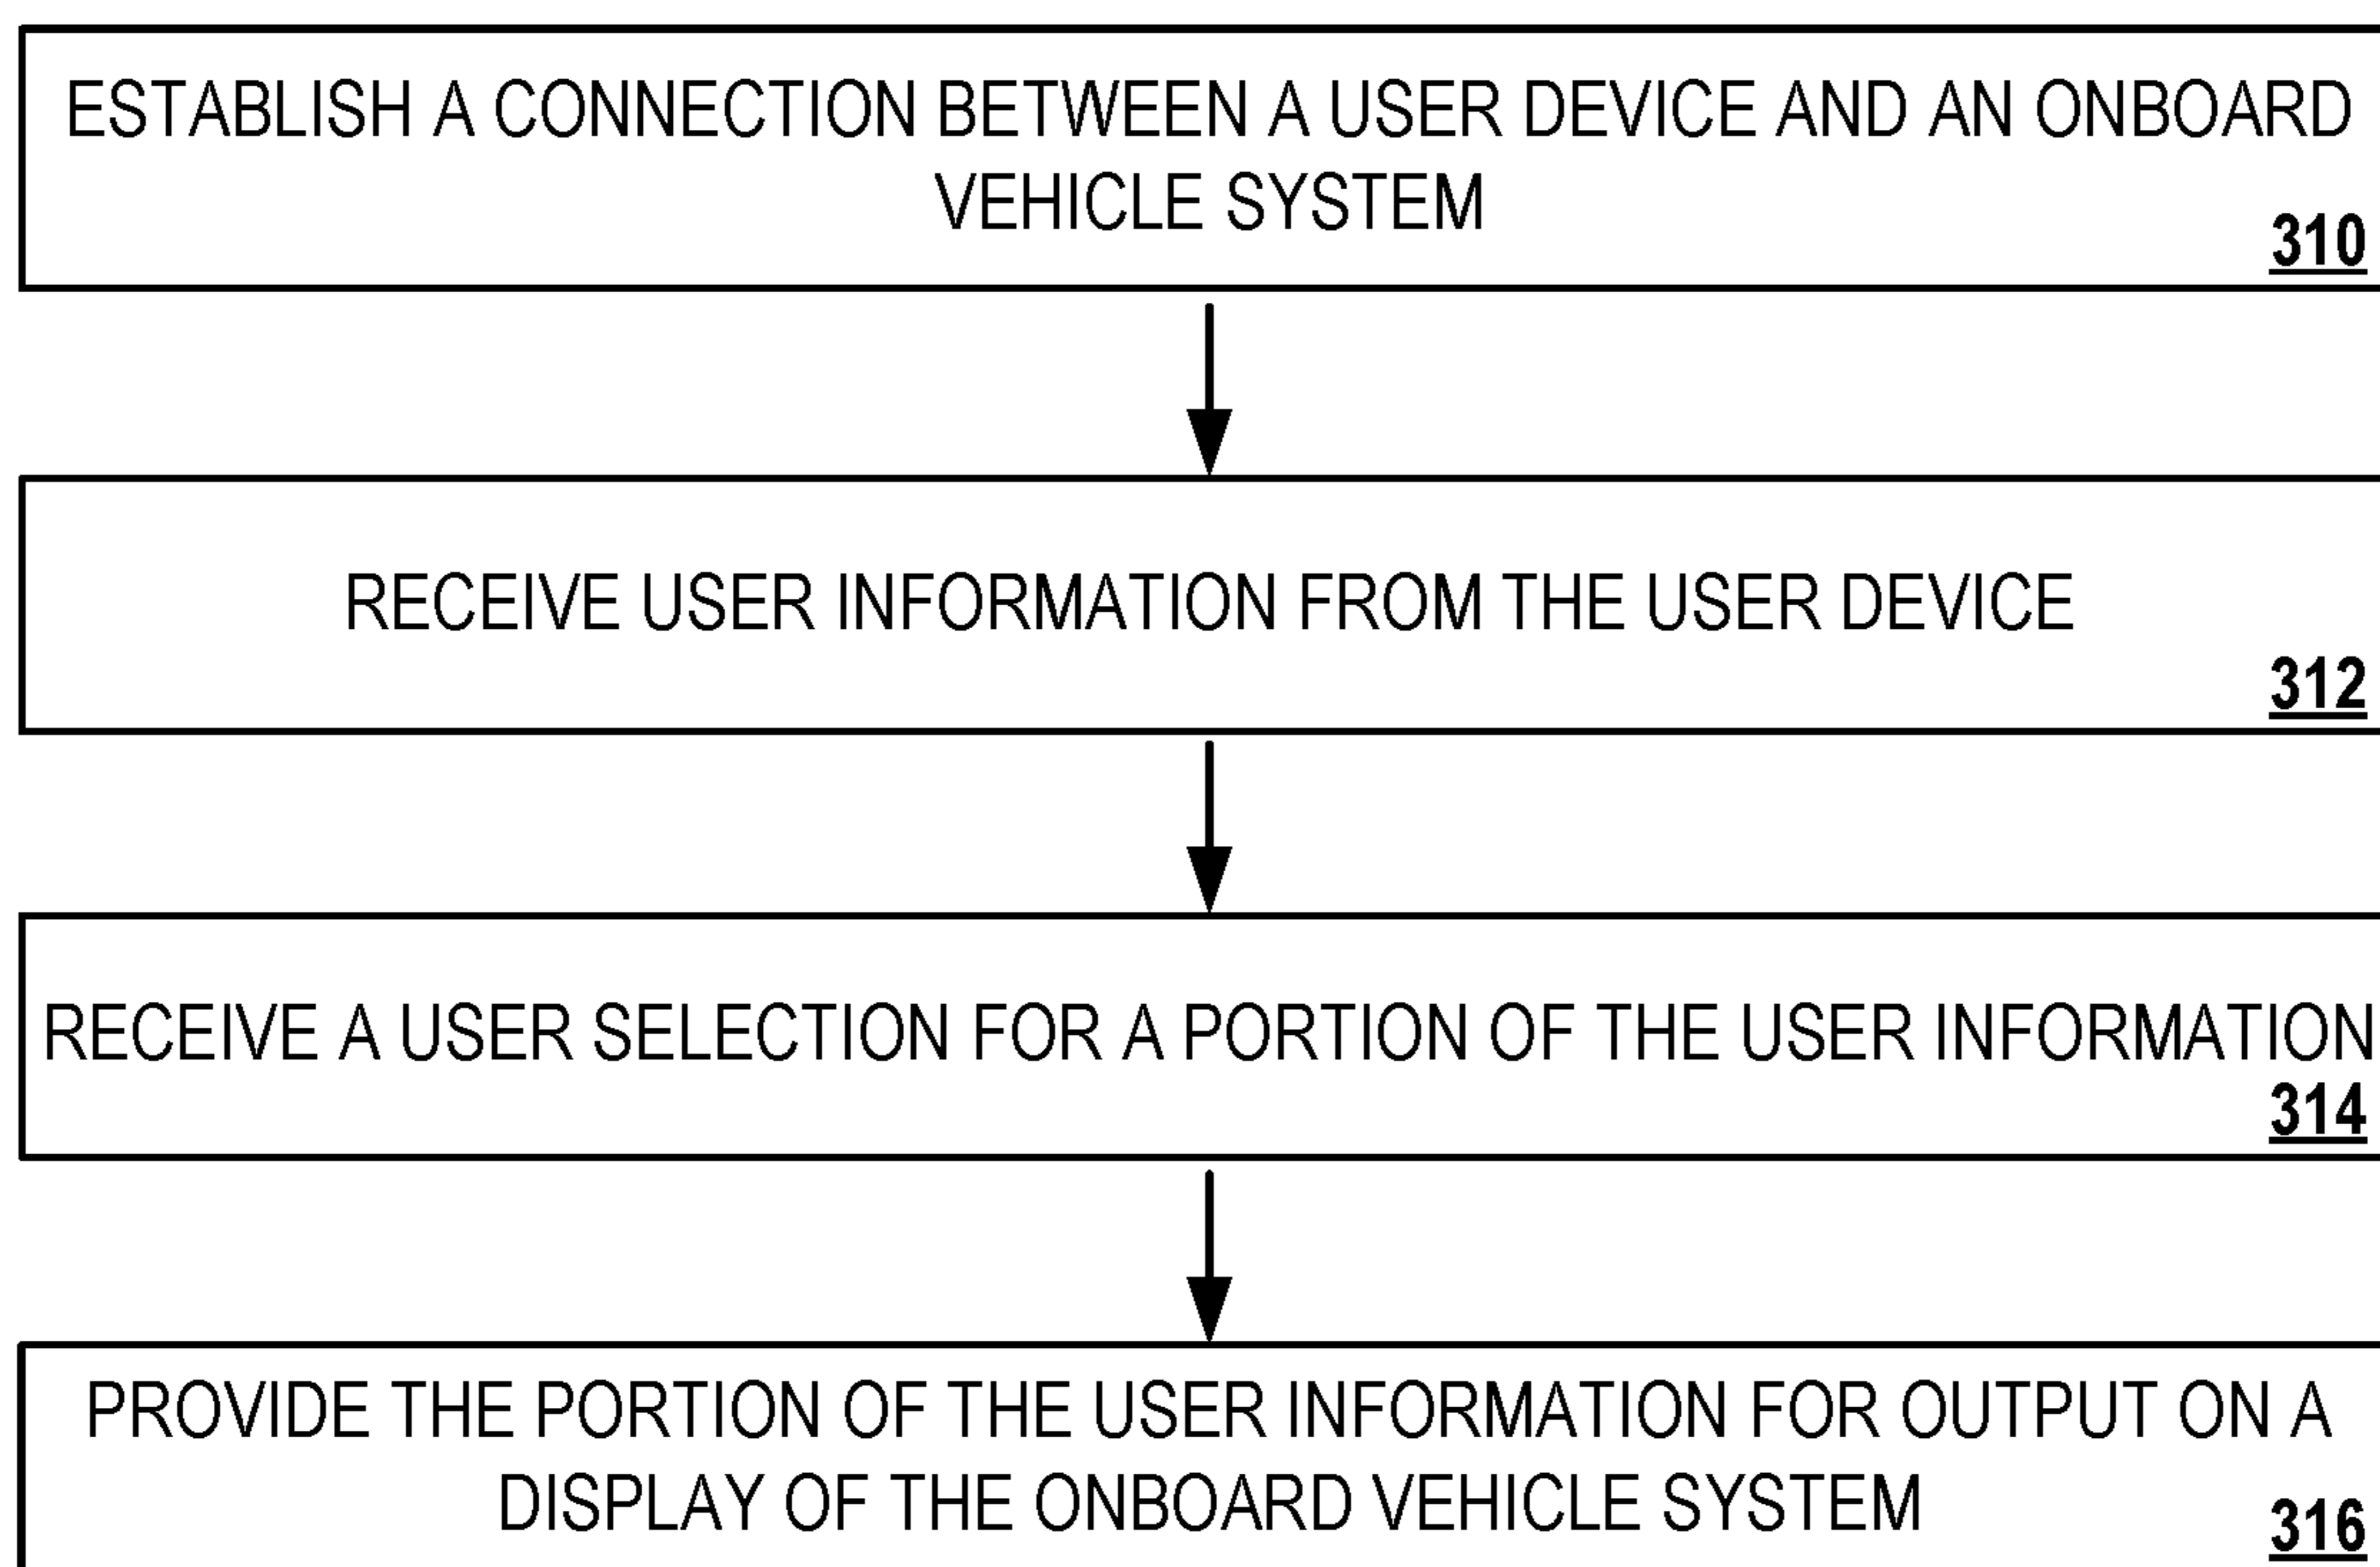 ESTABLISH A CONNECTION BETWEEN A USER DEVICE AND AN ONBOARD
VEHICLE SYSTEM
310
RECEIVE USER INFORMATION FROM THE USER DEVICE
312
RECEIVE A USER SELECTION FOR A PORTION OF THE USER INFORMATION
314
PROVIDE THE PORTION OF THE USER INFORMATION FOR OUTPUT ON A
DISPLAY OF THE ONBOARD VEHICLE SYSTEM
316